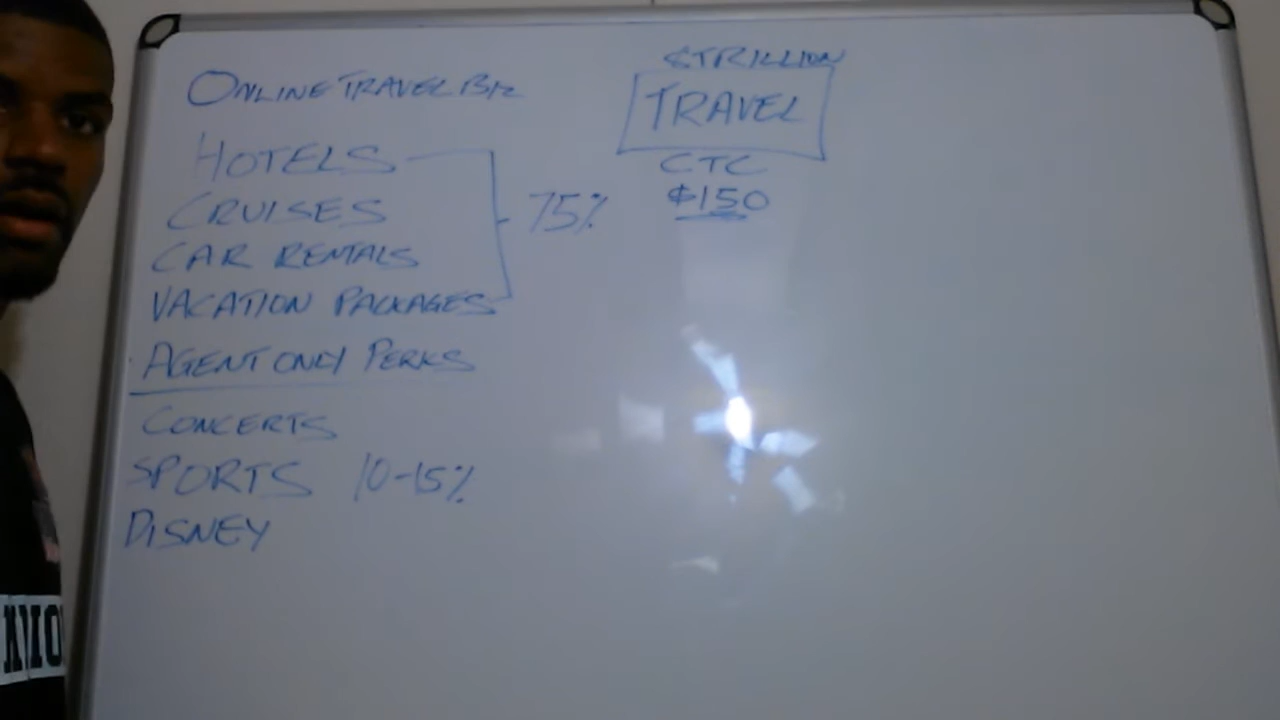 ONLINE TRAVEL BIZ
HOTELS
CRUISES
CAR RENTALS
VACATION PACKAGES
75%
AGENT ONLY PERKS
CONCERTS
SPORTS 10-15%
DISNEY
$TRILLION
TRAVEL
CTC
$150